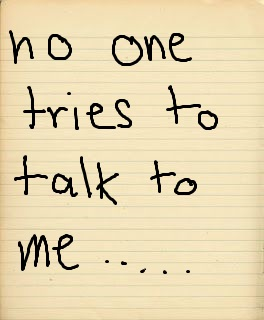 no one
tries to
talk to
me .....